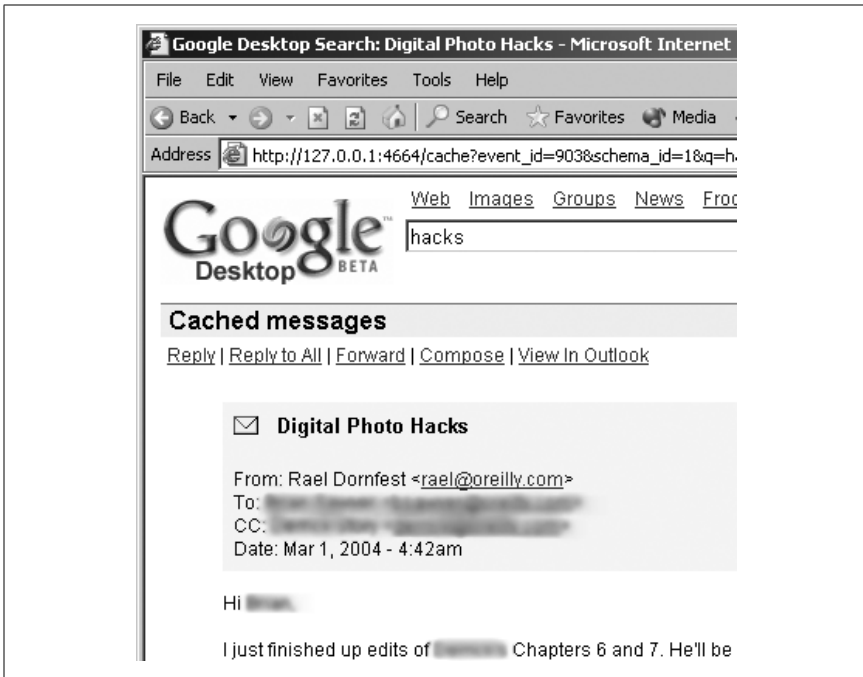 Google Desktop Search: Digital Photo Hacks - Microsoft Internet
File Edit View Favorites Tools Help
Back Search Favorites Media
Address http://127.0.0.1:4664/cache?event_id=903&schema_id=1&q=h
Web Images Groups News Froo
Google™
Desktop BETA
hacks
Cached messages
Reply | Reply to All | Forward | Compose | View In Outlook
Digital Photo Hacks
From: Rael Dornfest <rael@oreilly.com>
To:
CC:
Date: Mar 1, 2004 - 4:42am
Hi
I just finished up edits of Chapters 6 and 7. He'll be